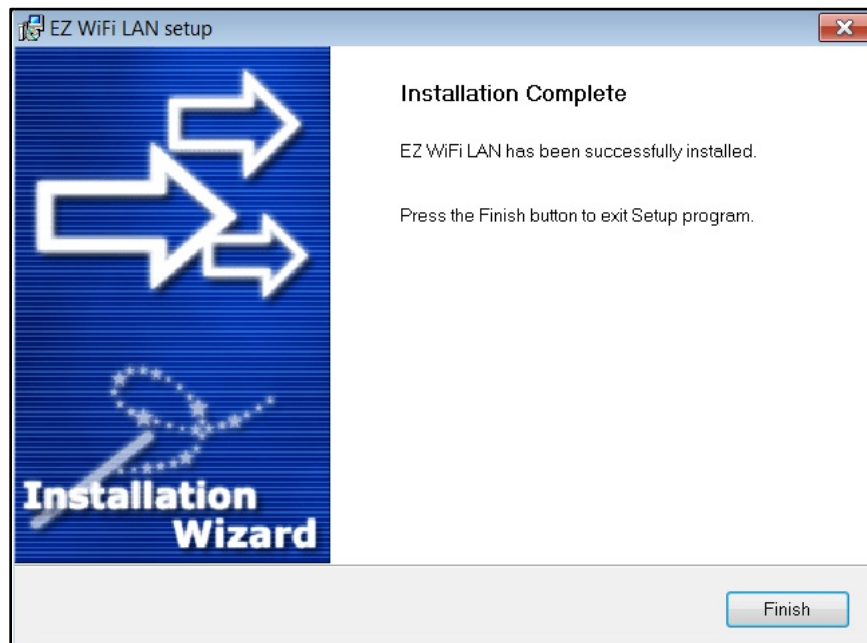 EZ WiFi LAN setup
Installation Complete
EZ WiFi LAN has been successfully installed.
Press the Finish button to exit Setup program.
Installation
Wizard
Finish